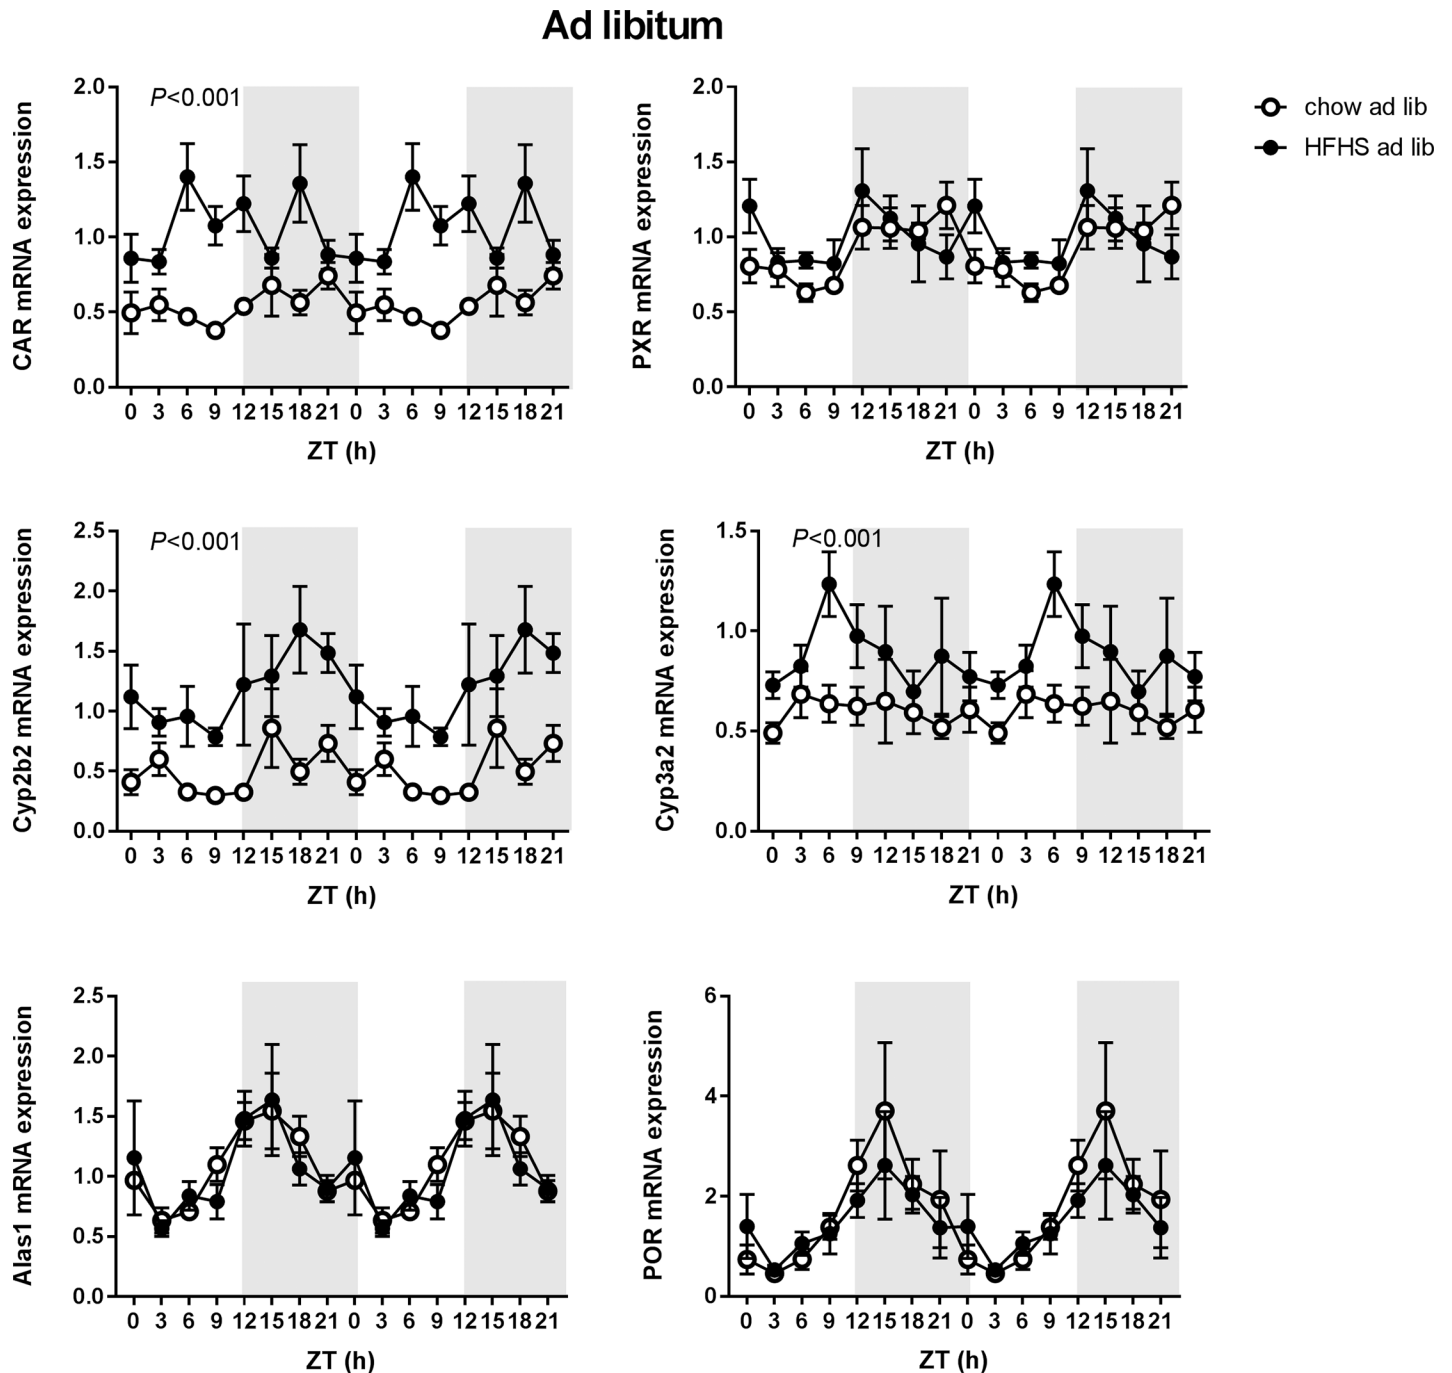 Ad libitum
CAR mRNA expression
2.0
1.5
1.0
0.5
0.0
P<0.001
0 3 6 9 12 15 18 21 0 3 6 9 12 15 18 21
ZT (h)
PXR mRNA expression
2.0
1.5
1.0
0.5
0.0
0 3 6 9 12 15 18 21 0 3 6 9 12 15 18 21
ZT (h)
chow ad lib
HFHS ad lib
Cyp2b2 mRNA expression
2.5
2.0
1.5
1.0
0.5
0.0
P<0.001
0 3 6 9 12 15 18 21 0 3 6 9 12 15 18 21
ZT (h)
Cyp3a2 mRNA expression
1.5
1.0
0.5
0.0
P<0.001
0 3 6 9 12 15 18 21 0 3 6 9 12 15 18 21
ZT (h)
Alas1 mRNA expression
2.5
2.0
1.5
1.0
0.5
0.0
0 3 6 9 12 15 18 21 0 3 6 9 12 15 18 21
ZT (h)
POR mRNA expression
6
4
2
0
0 3 6 9 12 15 18 21 0 3 6 9 12 15 18 21
ZT (h)